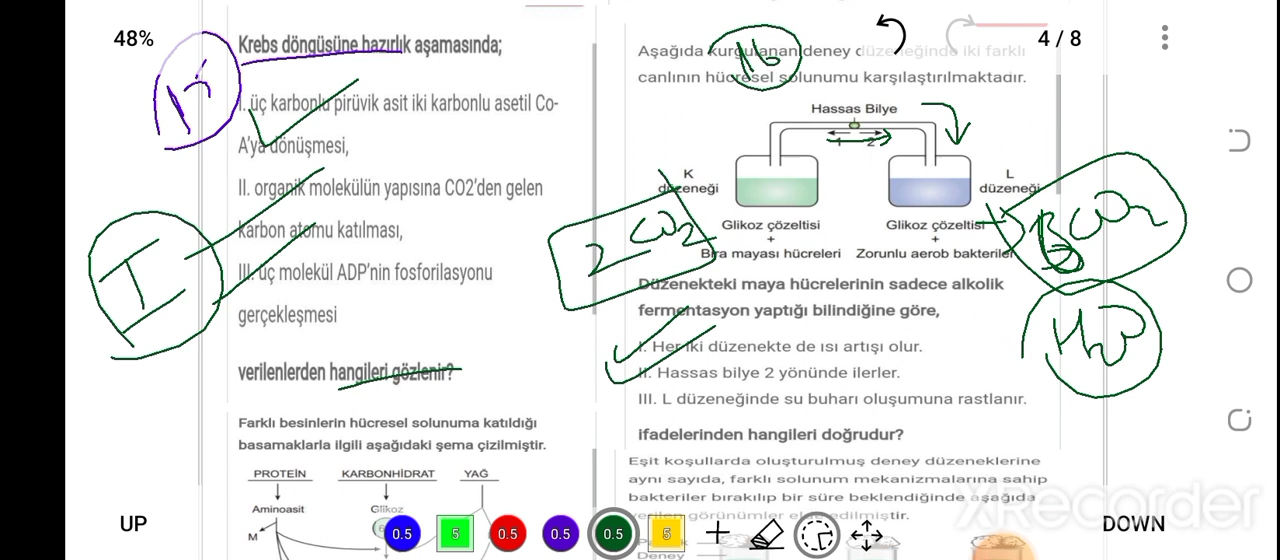 48%
4 / 8
Krebs döngüsüne hazırlık aşamasında;
I. üç karbonlu pirüvik asit iki karbonlu asetil Co-
A'ya dönüşmesi,
II. organik molekülün yapısına CO2'den gelen
karbon atomu katılması,
III. üç molekül ADP'nin fosforilasyonu
gerçekleşmesi
verilenlerden hangileri gözlenir?
I
Farklı besinlerin hücresel solunuma katıldığı
basamaklarla ilgili aşağıdaki şema çizilmiştir.
PROTEİN KARBONHİDRAT YAĞ
Aminoasit Glikoz
M
16
Aşağıda kurgulanan deney düzeneğinde iki farklı
canlının hücresel solunumu karşılaştırılmaktadır.
Hassas Bilye
1 2
K
düzeneği
L
düzeneği
Glikoz çözeltisi
+
Bira mayası hücreleri
Glikoz çözeltisi
+
Zorunlu aerob bakteriler
2 CO2
Düzenekteki maya hücrelerinin sadece alkolik
fermentasyon yaptığı bilindiğine göre,
I. Her iki düzenekte de ısı artışı olur.
II. Hassas bilye 2 yönünde ilerler.
III. L düzeneğinde su buharı oluşumuna rastlanır.
ifadelerinden hangileri doğrudur?
Eşit koşullarda oluşturulmuş deney düzeneklerine
aynı sayıda, farklı solunum mekanizmalarına sahip
bakteriler bırakılıp bir süre beklendiğinde aşağıda
verilen görünümler elde edilmiştir.
Deney
UP
0.5 5 0.5 0.5 0.5 5
DOWN
XRecorder